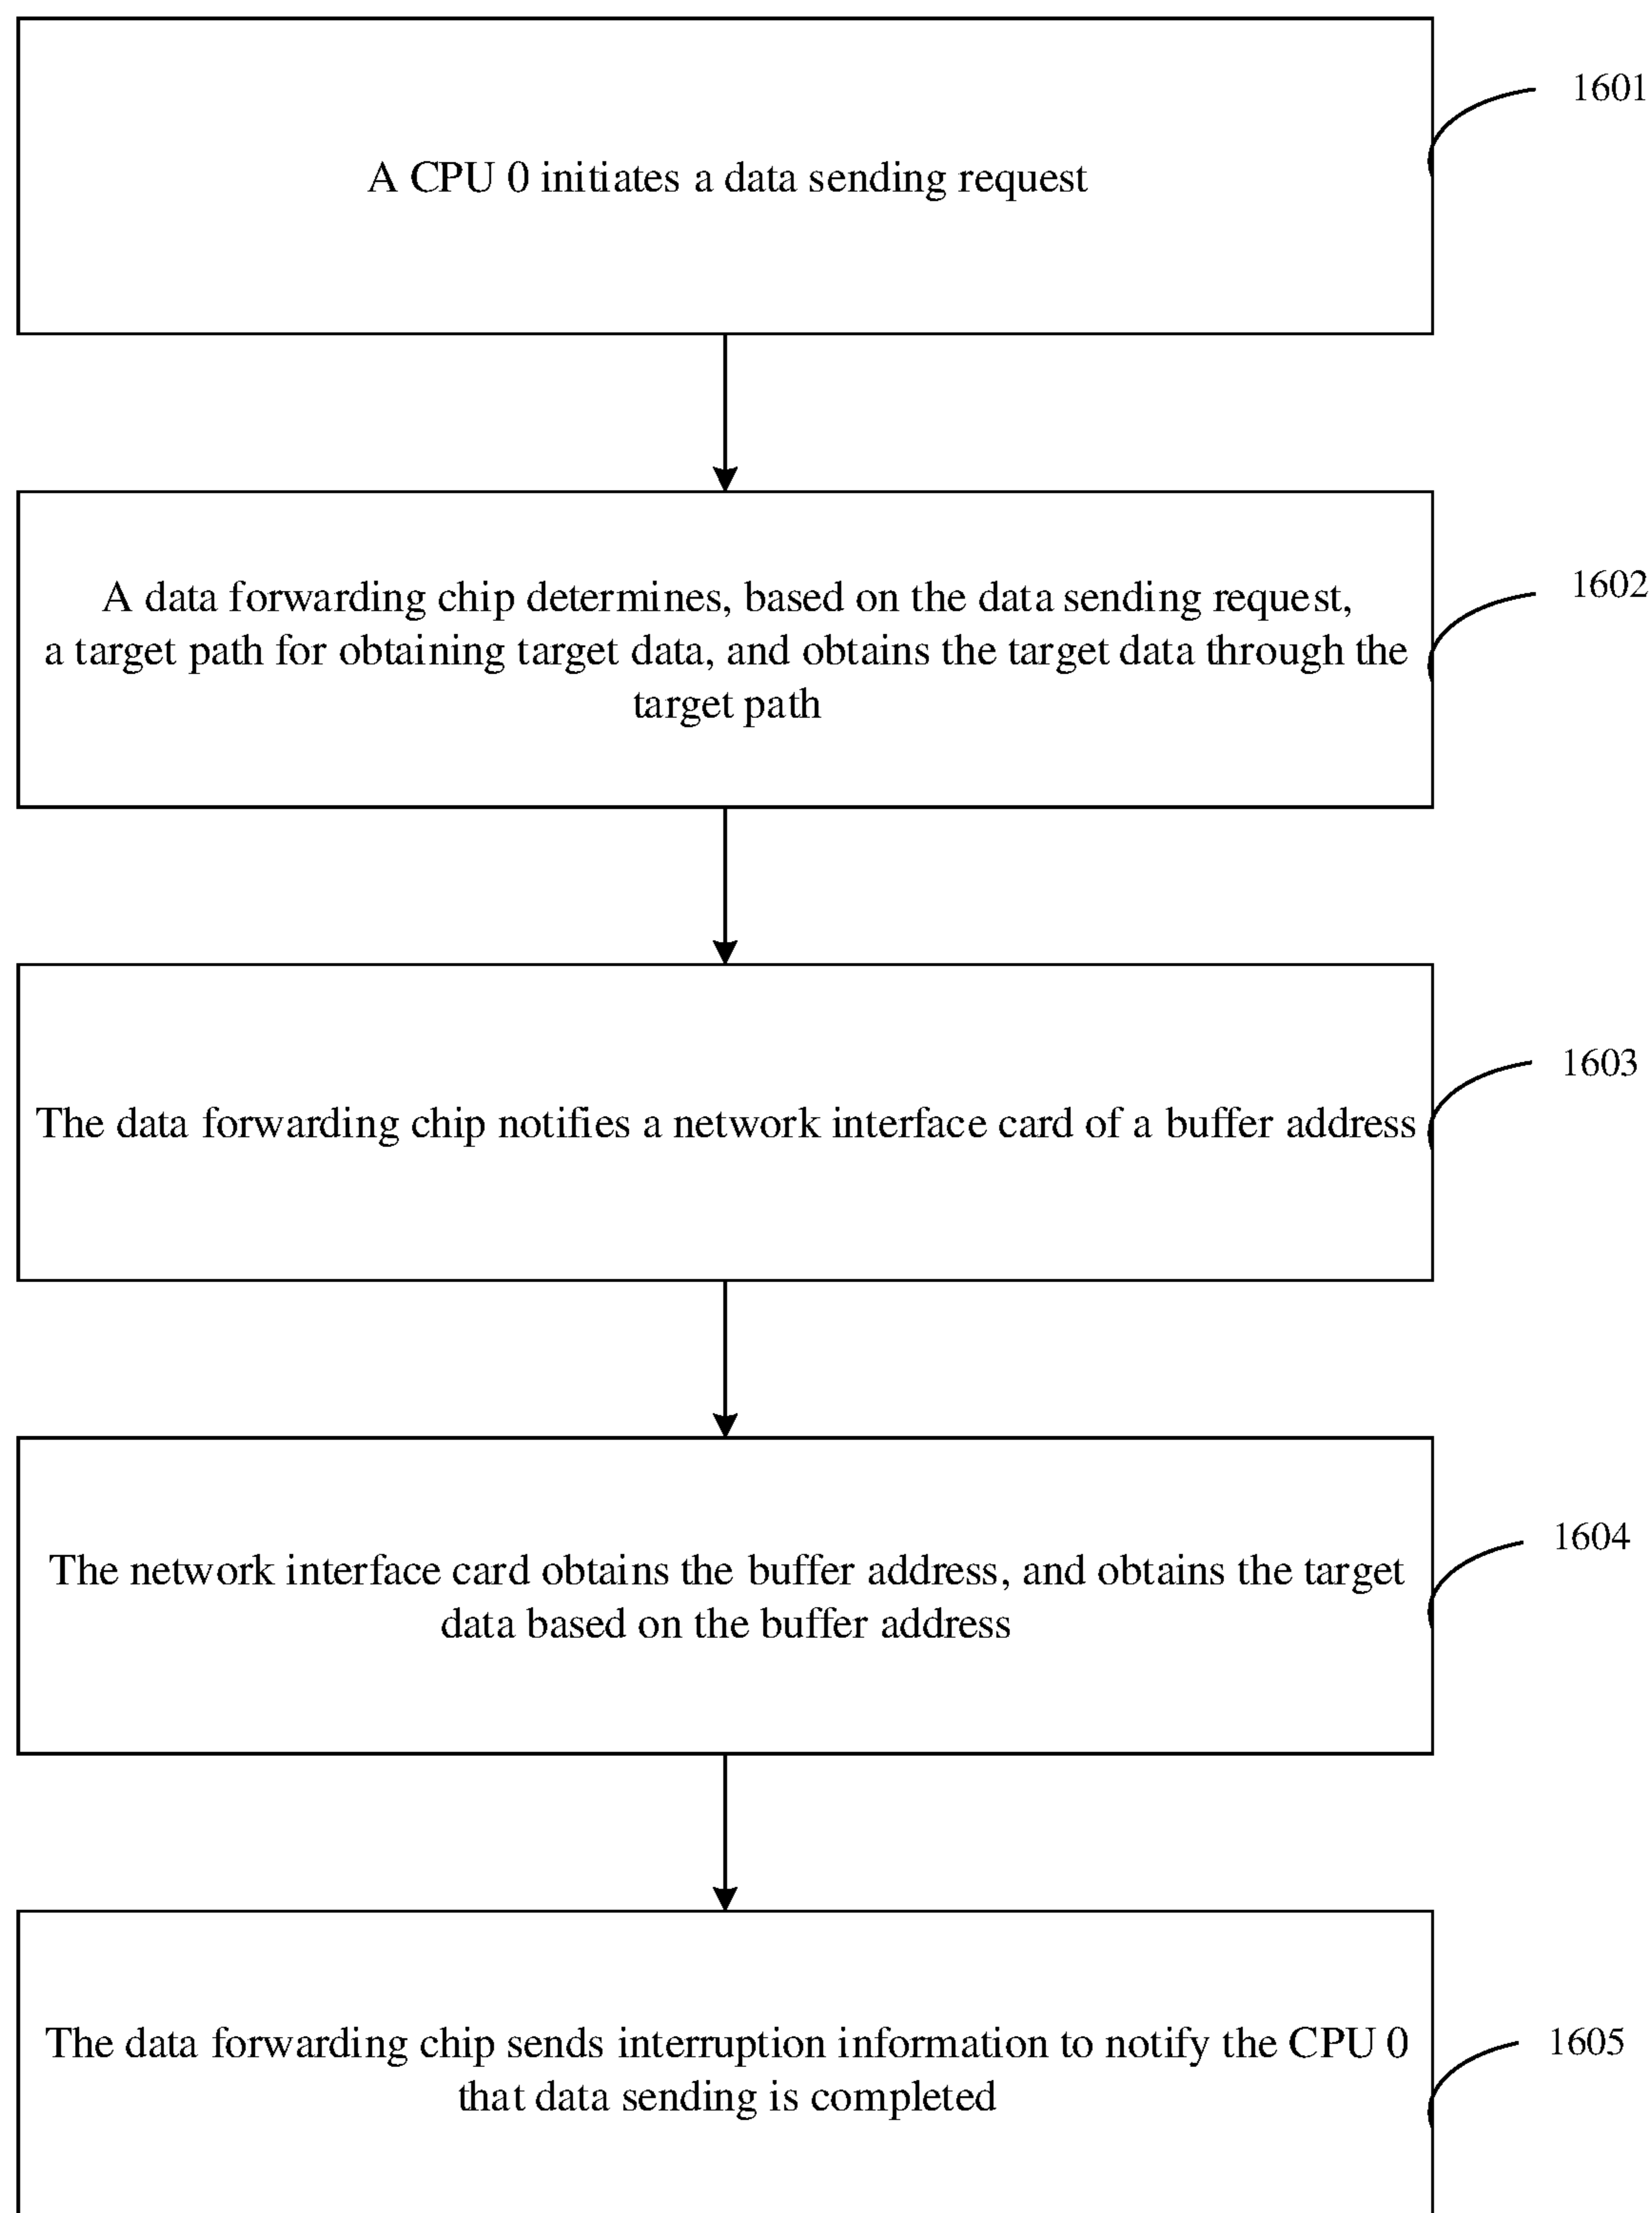 1601
A CPU 0 initiates a data sending request
1602
A data forwarding chip determines, based on the data sending request,
a target path for obtaining target data, and obtains the target data through the
target path
1603
The data forwarding chip notifies a network interface card of a buffer address
1604
The network interface card obtains the buffer address, and obtains the target
data based on the buffer address
1605
The data forwarding chip sends interruption information to notify the CPU 0
that data sending is completed